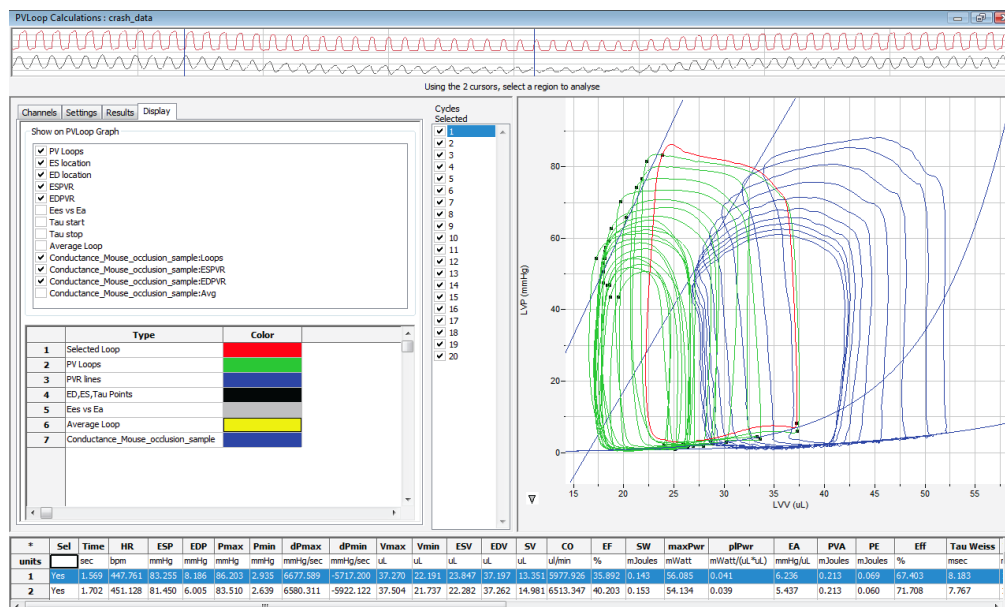 PVLoop Calculations : crash_data
Using the 2 cursors, select a region to analyse
Channels Settings Results Display
Show on PVLoop Graph
PV Loops
ES location
ED location
ESPVR
EDPVR
Ees vs Ea
Tau start
Tau stop
Average Loop
Conductance_Mouse_occlusion_sample:Loops
Conductance_Mouse_occlusion_sample:ESPVR
Conductance_Mouse_occlusion_sample:EDPVR
Conductance_Mouse_occlusion_sample:Avg
Type Color
1 Selected Loop
2 PV Loops
3 PVR lines
4 ED,ES,Tau Points
5 Ees vs Ea
6 Average Loop
7 Conductance_Mouse_occlusion_sample
Cycles
Selected
1
2
3
4
5
6
7
8
9
10
11
12
13
14
15
16
17
18
19
20
LVP (mmHg)
80
60
40
20
0
15 20 25 30 35 40 45 50 55
LVV (uL)
* Sel Time HR ESP EDP Pmax Pmin dPmax dPmin Vmax Vmin ESV EDV SV CO EF SW maxPwr plPwr EA PVA PE Eff Tau Weiss
units sec bpm mmHg mmHg mmHg mmHg mmHg/sec mmHg/sec uL uL uL uL uL ul/min % mJoules mWatt mWatt/(uL*uL) mmHg/uL mJoules mJoules % msec
1 Yes 1.569 447.761 83.255 8.186 86.203 2.935 6677.589 -5717.200 37.270 22.191 23.847 37.197 13.351 5977.926 35.892 0.143 56.085 0.041 6.236 0.213 0.069 67.403 8.183
2 Yes 1.702 451.128 81.450 6.005 83.510 2.639 6580.311 -5922.122 37.504 21.737 22.282 37.262 14.981 6513.347 40.203 0.153 54.134 0.039 5.437 0.213 0.060 71.708 7.767